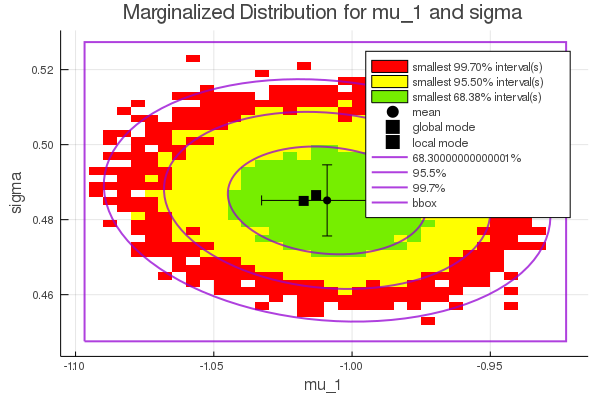 Marginalized Distribution for mu_1 and sigma
sigma
0.52
0.50
0.48
0.46
smallest 99.70% interval(s)
smallest 95.50% interval(s)
smallest 68.38% interval(s)
mean
global mode
local mode
68.30000000000001%
95.5%
99.7%
bbox
-1.10
-1.05
-1.00
-0.95
mu_1